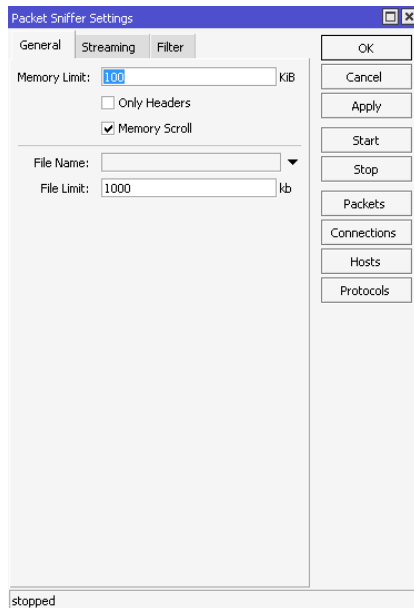 Packet Sniffer Settings
General Streaming Filter
Memory Limit: 100 KiB
Only Headers
Memory Scroll
File Name:
File Limit: 1000 kb
OK
Cancel
Apply
Start
Stop
Packets
Connections
Hosts
Protocols
stopped